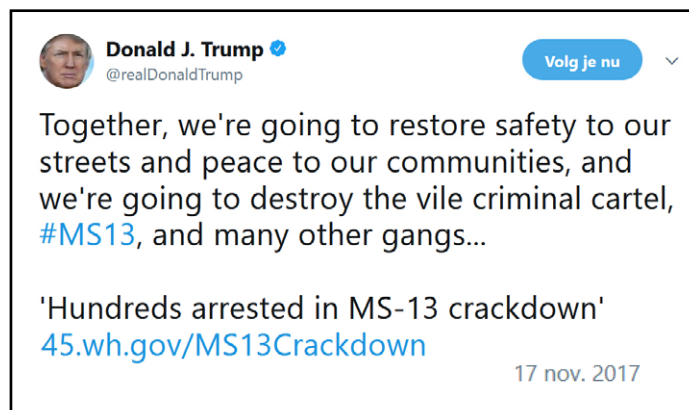 Donald J. Trump
@realDonaldTrump
Volg je nu
Together, we're going to restore safety to our
streets and peace to our communities, and
we're going to destroy the vile criminal cartel,
#MS13, and many other gangs...
'Hundreds arrested in MS-13 crackdown'
45.wh.gov/MS13Crackdown
17 nov. 2017